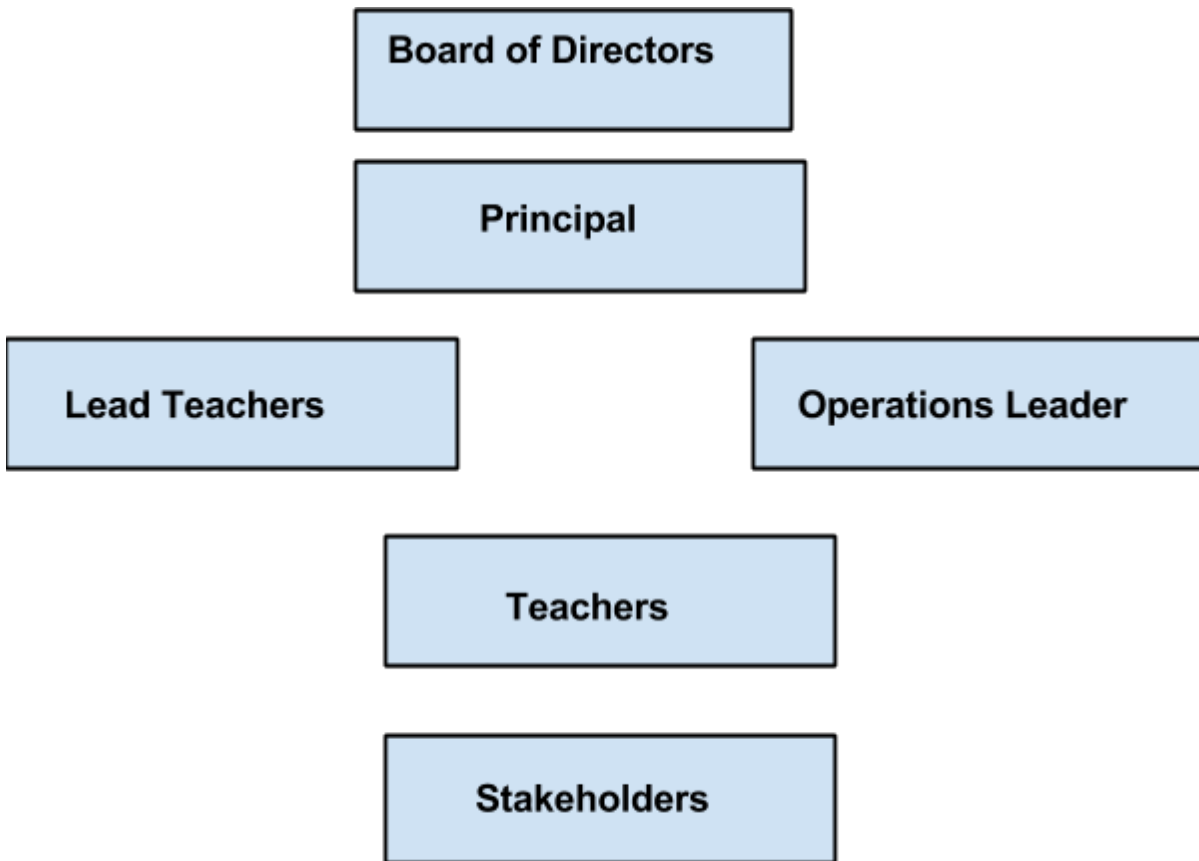 Board of Directors
Principal
Lead Teachers
Operations Leader
Teachers
Stakeholders